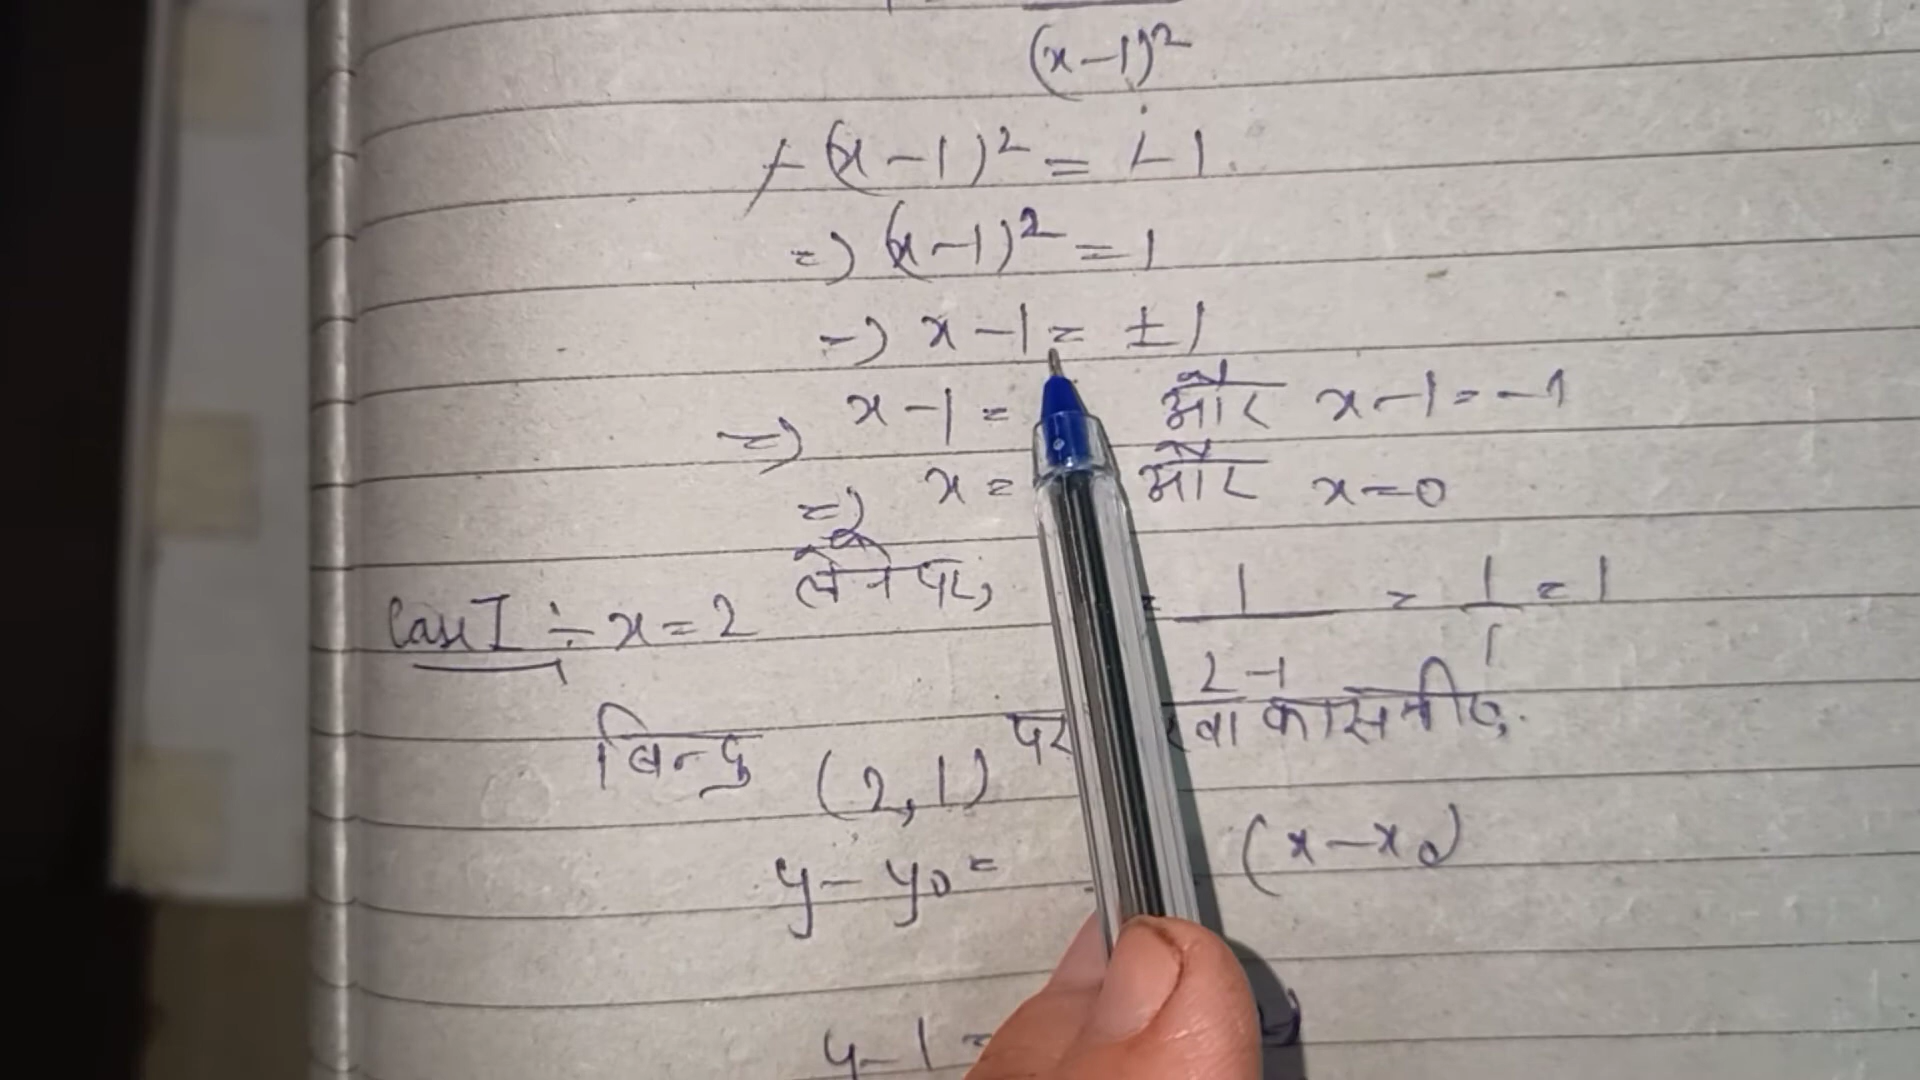 (x-1)²
-(x-1)² = -1
=> (x-1)² = 1
=> x-1 = ±1
=> x-1 = और x-1 = -1
=> x = और x=0
Case I ÷ x=2 लेने पर, = 1/(2-1) = 1/1 = 1
बिन्दु (2,1) पर का समी०
y-y₀ = (x-x₀)
y-1 =